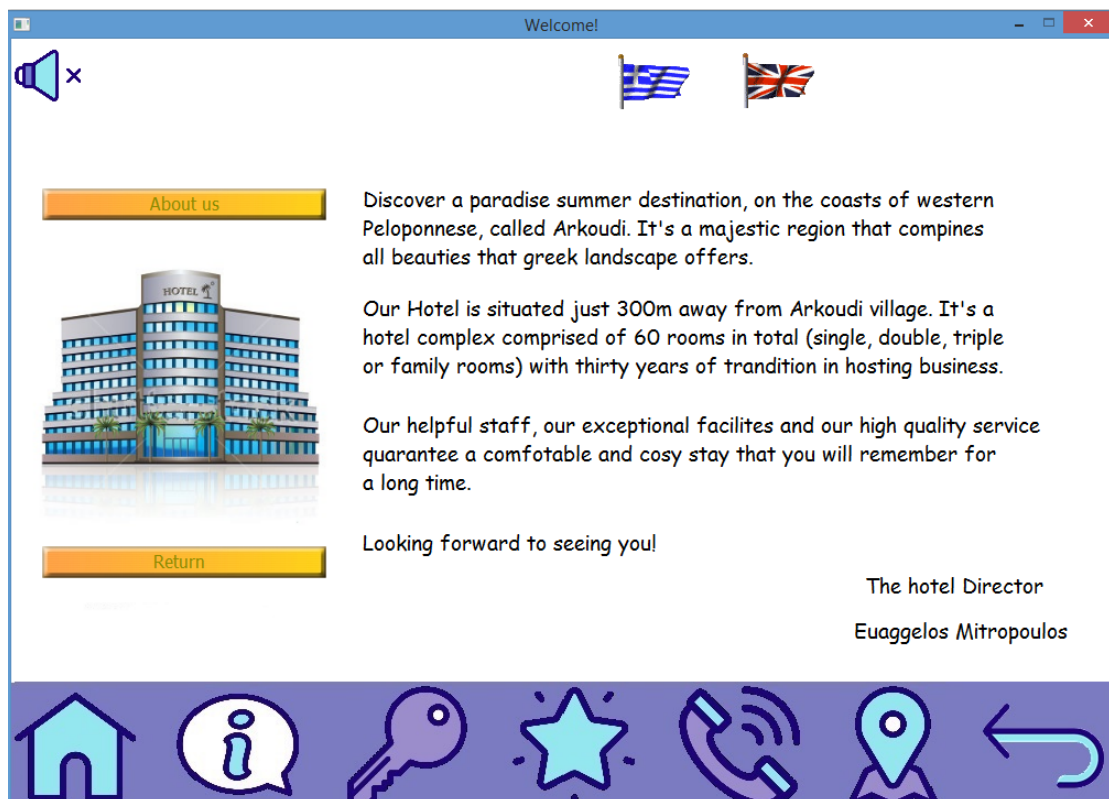 Welcome!
About us
HOTEL
Return
Discover a paradise summer destination, on the coasts of western
Peloponnese, called Arkoudi. It's a majestic region that compines
all beauties that greek landscape offers.
Our Hotel is situated just 300m away from Arkoudi village. It's a
hotel complex comprised of 60 rooms in total (single, double, triple
or family rooms) with thirty years of trandition in hosting business.
Our helpful staff, our exceptional facilites and our high quality service
quarantee a comfotable and cosy stay that you will remember for
a long time.
Looking forward to seeing you!
The hotel Director
Euaggelos Mitropoulos